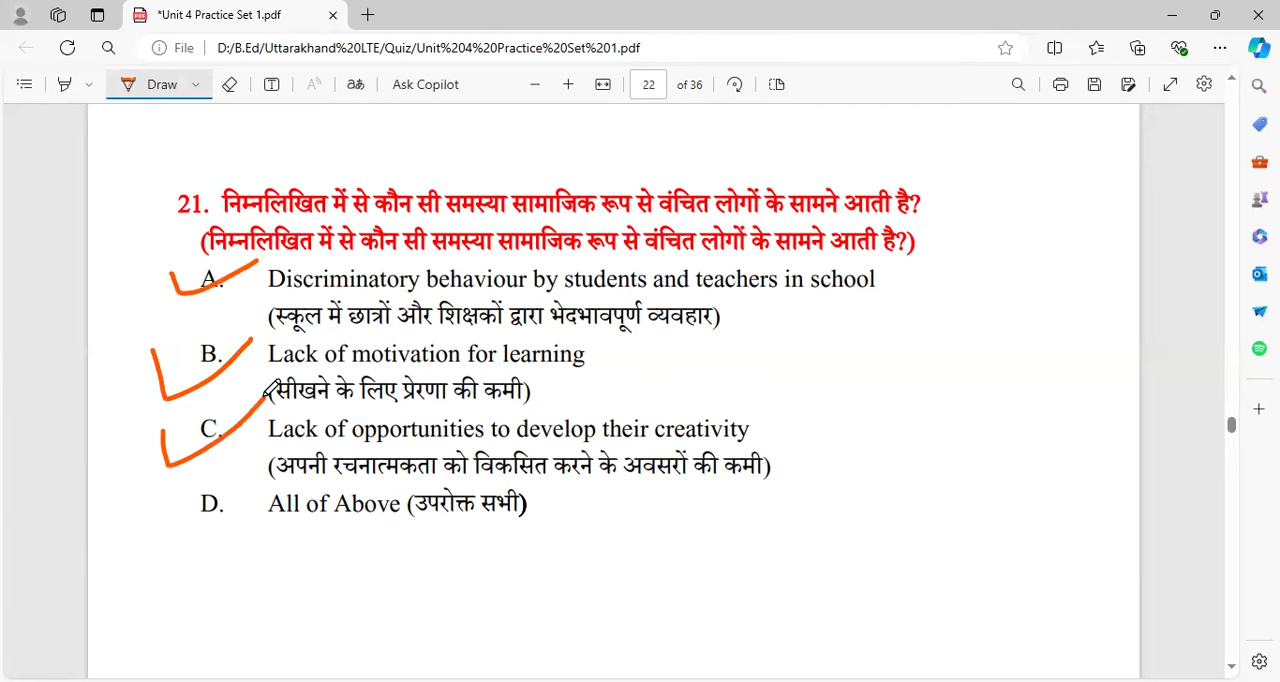 *Unit 4 Practice Set 1.pdf
File D:/B.Ed/Uttarakhand%20LTE/Quiz/Unit%204%20Practice%20Set%201.pdf
Draw Ask Copilot 22 of 36
21. निम्नलिखित में से कौन सी समस्या सामाजिक रूप से वंचित लोगों के सामने आती है?
(निम्नलिखित में से कौन सी समस्या सामाजिक रूप से वंचित लोगों के सामने आती है?)
A. Discriminatory behaviour by students and teachers in school
(स्कूल में छात्रों और शिक्षकों द्वारा भेदभावपूर्ण व्यवहार)
B. Lack of motivation for learning
(सीखने के लिए प्रेरणा की कमी)
C. Lack of opportunities to develop their creativity
(अपनी रचनात्मकता को विकसित करने के अवसरों की कमी)
D. All of Above (उपरोक्त सभी)